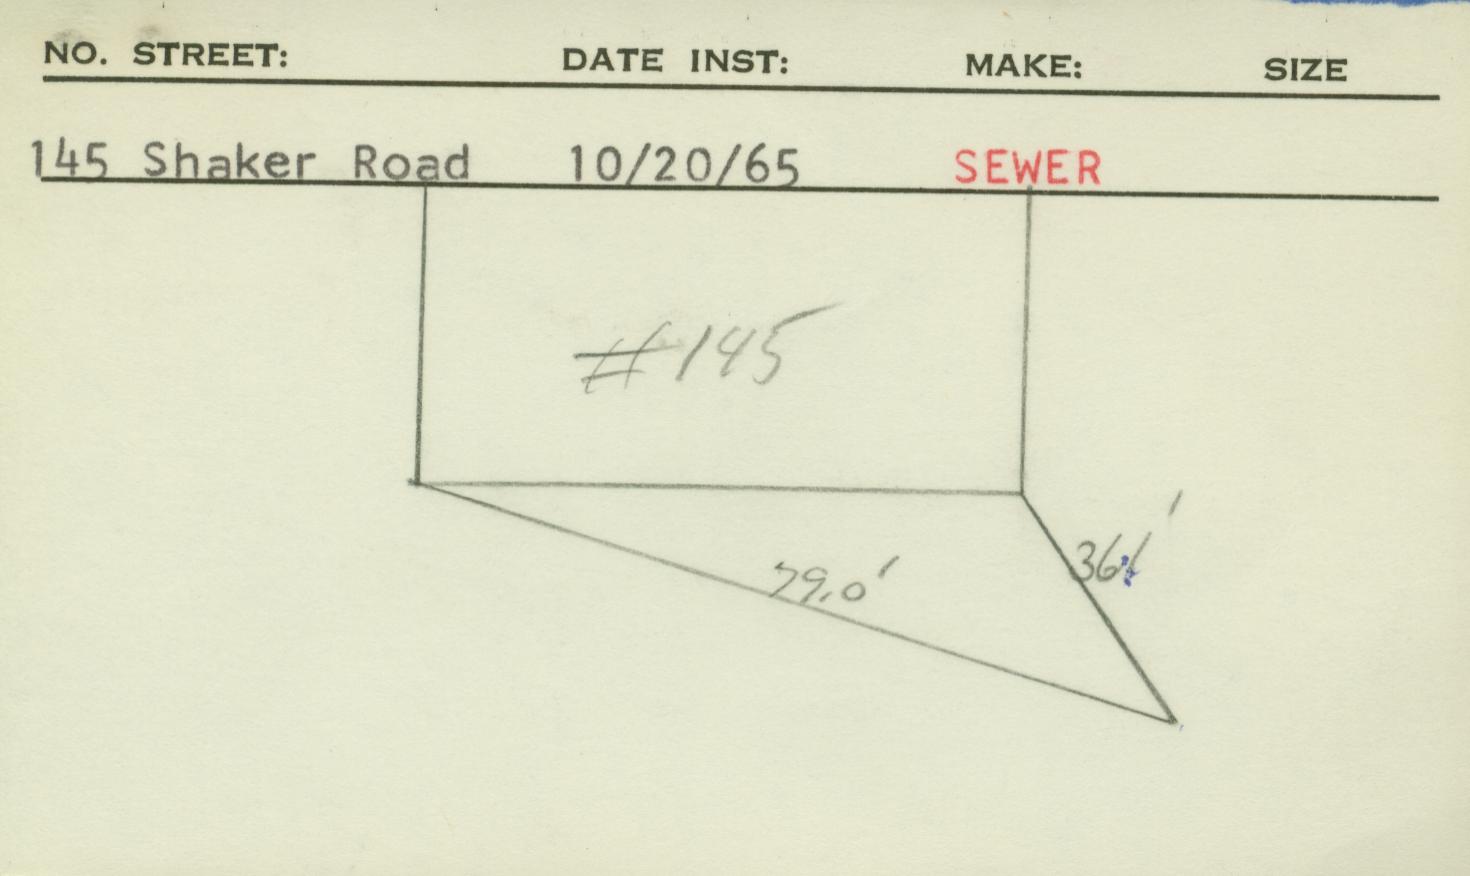 NO. STREET: DATE INST: MAKE: SIZE
145 Shaker Road 10/20/65 SEWER
#145
79.0'